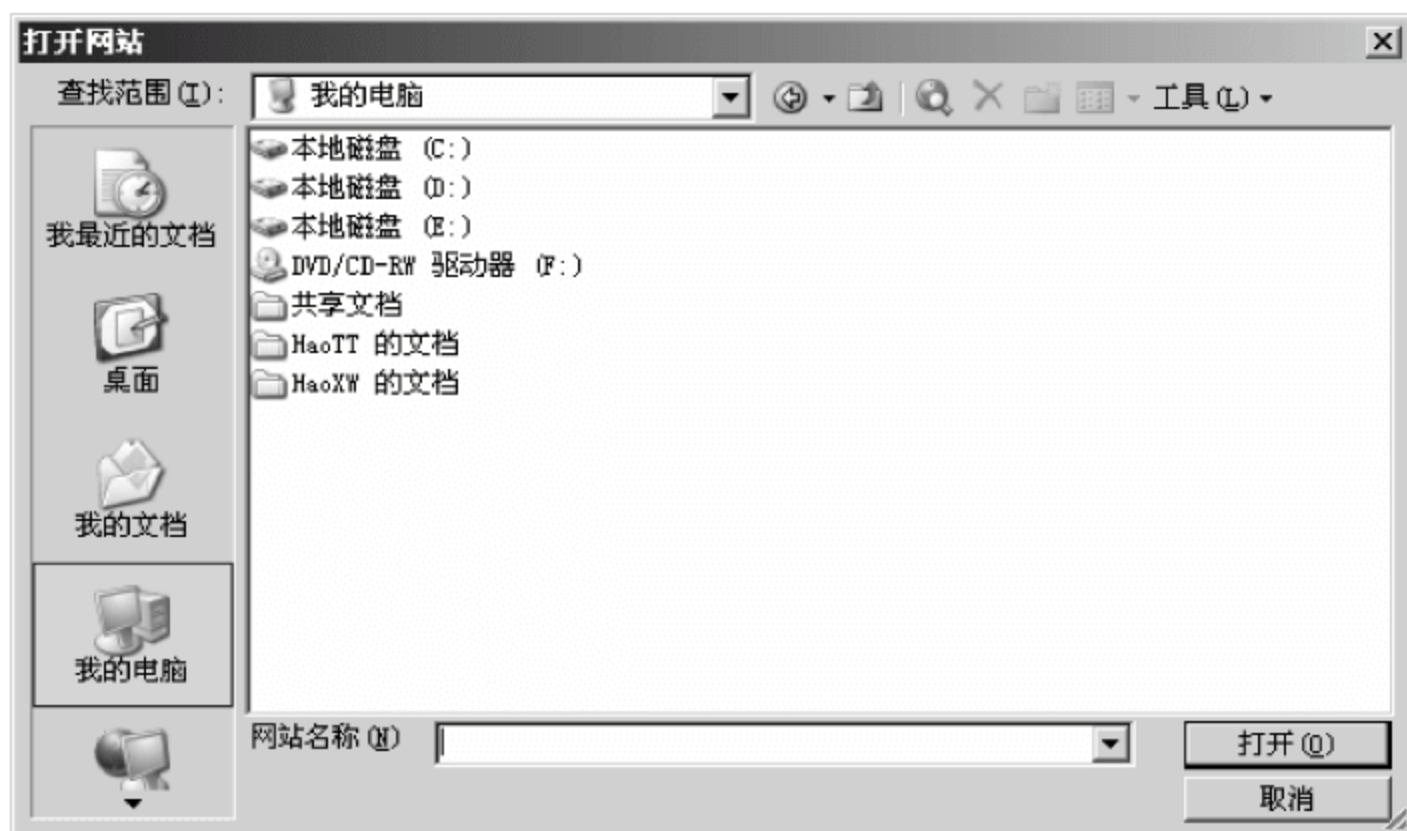 打开网站
查找范围(I): 我的电脑 工具(L)
本地磁盘 (C:)
本地磁盘 (D:)
本地磁盘 (E:)
DVD/CD-RW 驱动器 (F:)
共享文档
HaoTT 的文档
HaoXW 的文档
我最近的文档
桌面
我的文档
我的电脑
网站名称(N) 打开(O)
取消